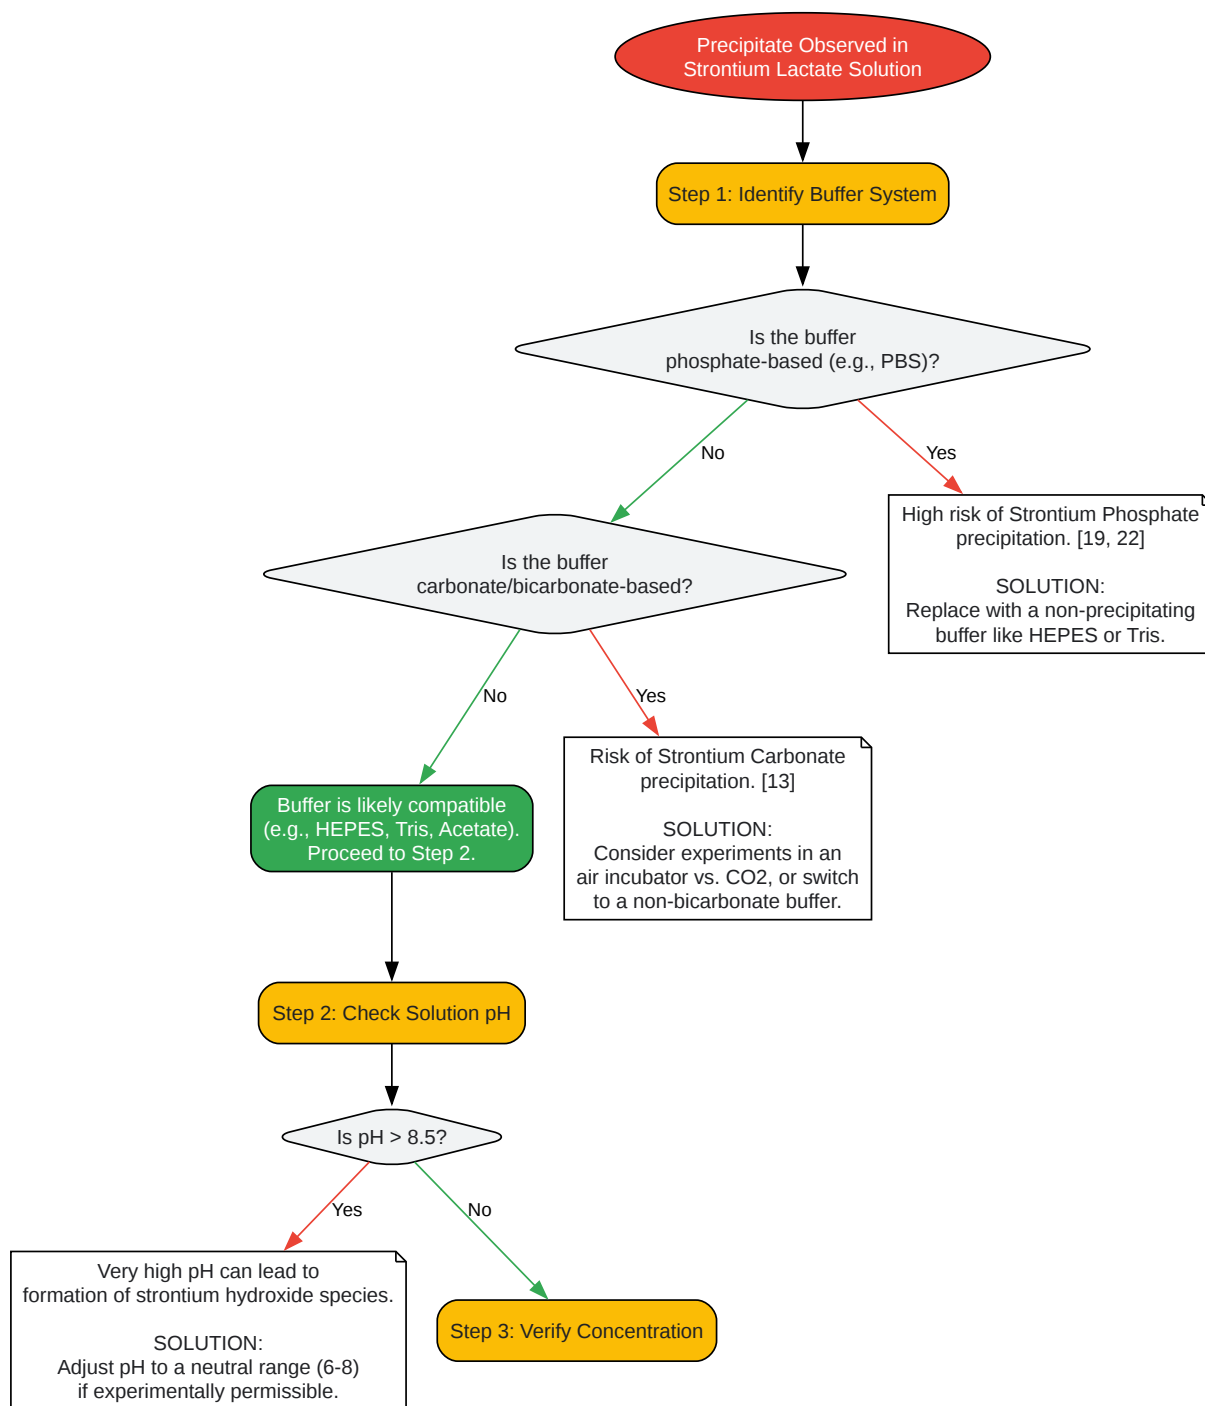 Precipitate Observed in
Strontium Lactate Solution
Step 1: Identify Buffer System
Is the buffer
phosphate-based (e.g., PBS)?
No
Yes
High risk of Strontium Phosphate
precipitation. [19, 22]
SOLUTION:
Replace with a non-precipitating
buffer like HEPES or Tris.
Is the buffer
carbonate/bicarbonate-based?
No
Yes
Risk of Strontium Carbonate
precipitation. [13]
SOLUTION:
Consider experiments in an
air incubator vs. CO2, or switch
to a non-bicarbonate buffer.
Buffer is likely compatible
(e.g., HEPES, Tris, Acetate).
Proceed to Step 2.
Step 2: Check Solution pH
Is pH > 8.5?
Yes
No
Very high pH can lead to
formation of strontium hydroxide species.
SOLUTION:
Adjust pH to a neutral range (6-8)
if experimentally permissible.
Step 3: Verify Concentration